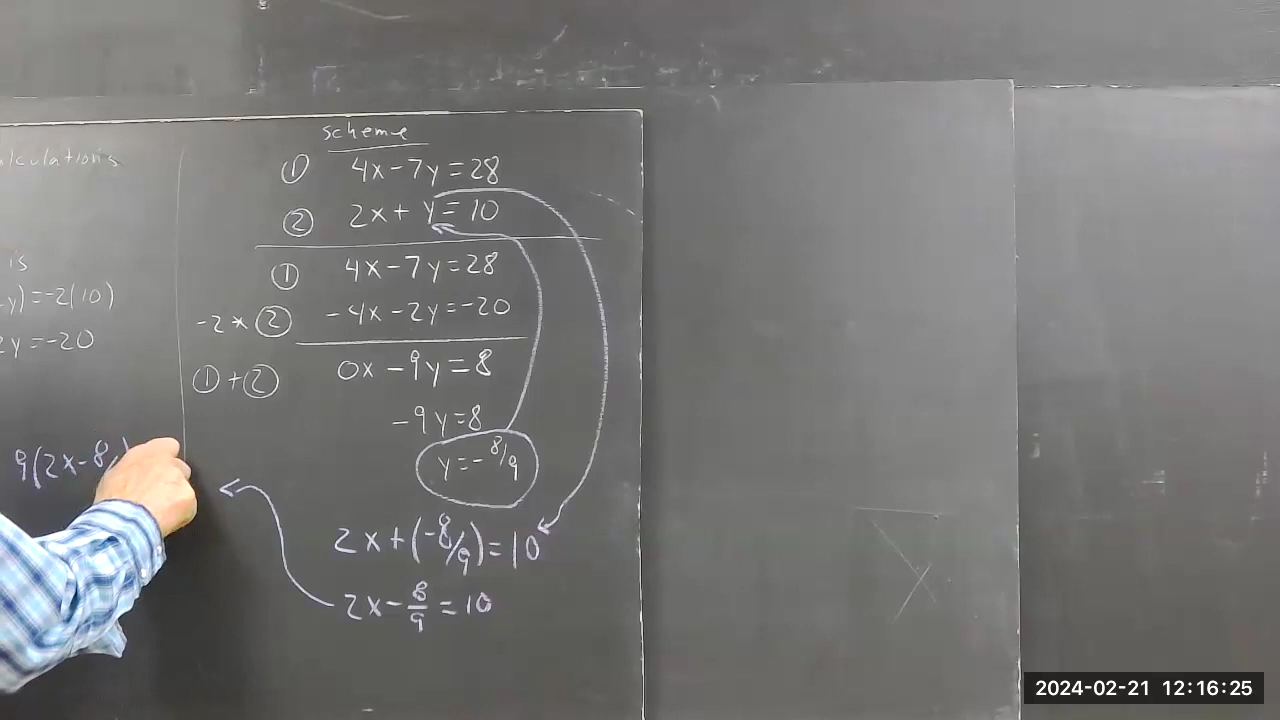 alculations
is
-y)=-2(10)
2y=-20
9(2x-8/
scheme
① 4x-7y=28
② 2x+y=10
① 4x-7y=28
-2*② -4x-2y=-20
①+② 0x-9y=8
-9y=8
y=-8/9
2x+(-8/9)=10
2x-8/9=10
2024-02-21 12:16:25